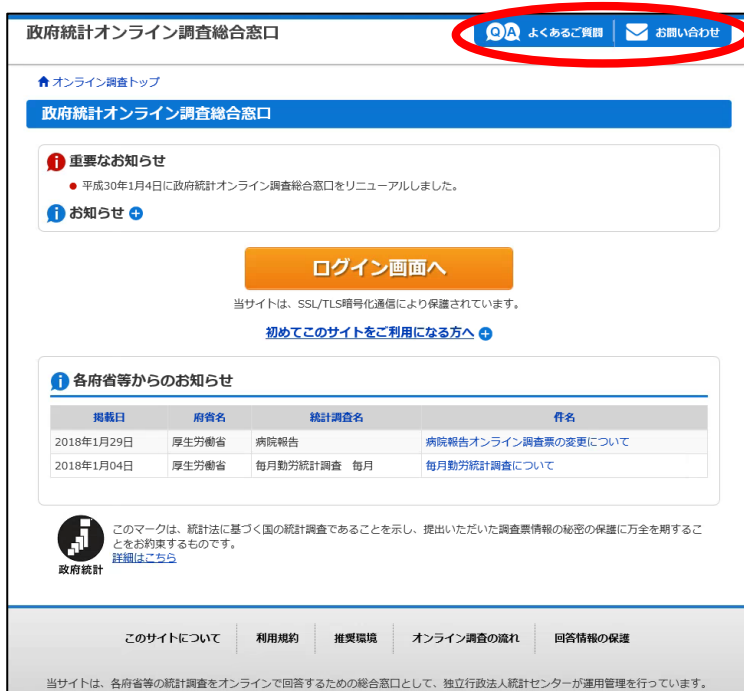 政府統計オンライン調査総合窓口
QA よくあるご質問 お問い合わせ
オンライン調査トップ
政府統計オンライン調査総合窓口
重要なお知らせ
平成30年1月4日に政府統計オンライン調査総合窓口をリニューアルしました。
お知らせ
ログイン画面へ
当サイトは、SSL/TLS暗号化通信により保護されています。
初めてこのサイトをご利用になる方へ
各府省等からのお知らせ
掲載日 府省名 統計調査名 件名
2018年1月29日 厚生労働省 病院報告 病院報告オンライン調査票の変更について
2018年1月04日 厚生労働省 毎月勤労統計調査 毎月 毎月勤労統計調査について
このマークは、統計法に基づく国の統計調査であることを示し、提出いただいた調査票情報の秘密の保護に万全を期するこ
とをお約束するものです。
詳細はこちら
政府統計
このサイトについて 利用規約 推奨環境 オンライン調査の流れ 回答情報の保護
当サイトは、各府省等の統計調査をオンラインで回答するための総合窓口として、独立行政法人統計センターが運用管理を行っています。